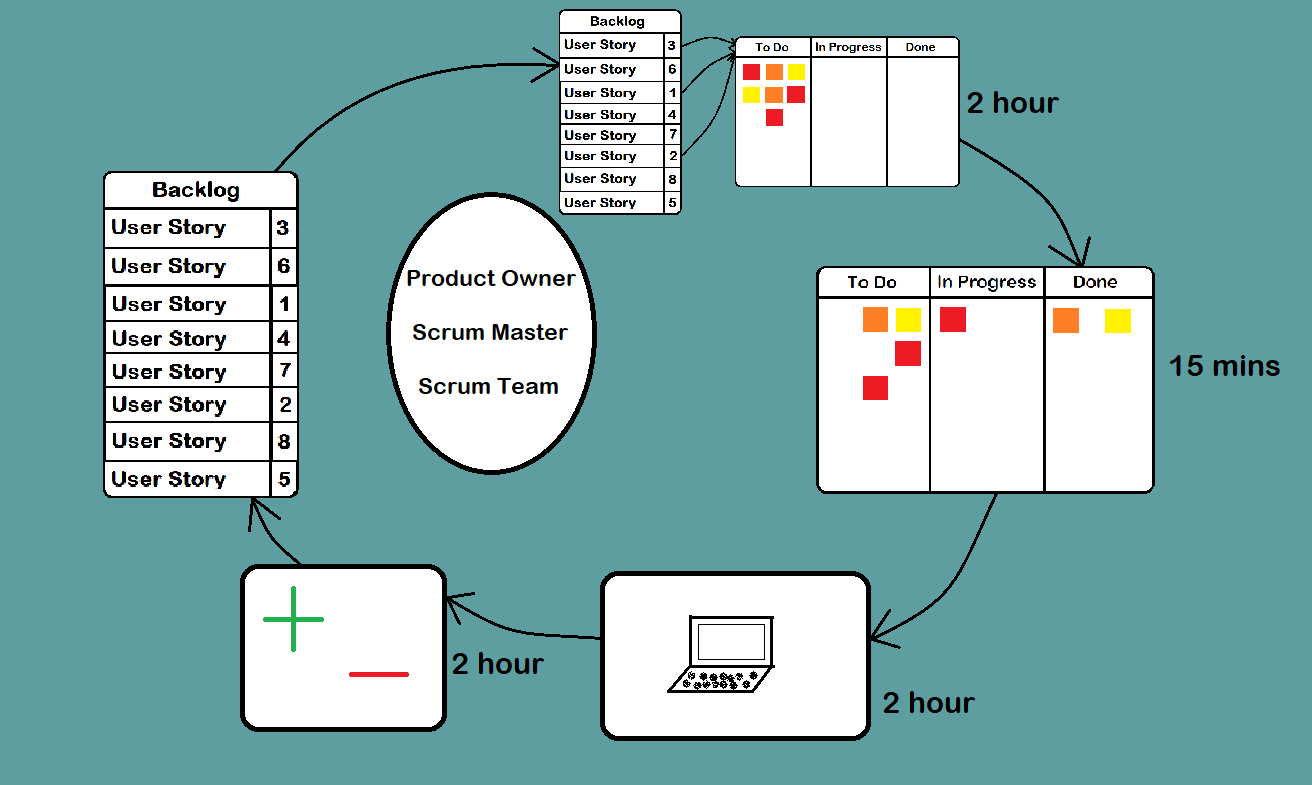 Backlog
User Story 3
User Story 6
User Story 1
User Story 4
User Story 7
User Story 2
User Story 8
User Story 5
To Do In Progress Done
2 hour
Backlog
User Story 3
User Story 6
User Story 1
User Story 4
User Story 7
User Story 2
User Story 8
User Story 5
Product Owner
Scrum Master
Scrum Team
To Do In Progress Done
15 mins
2 hour
2 hour